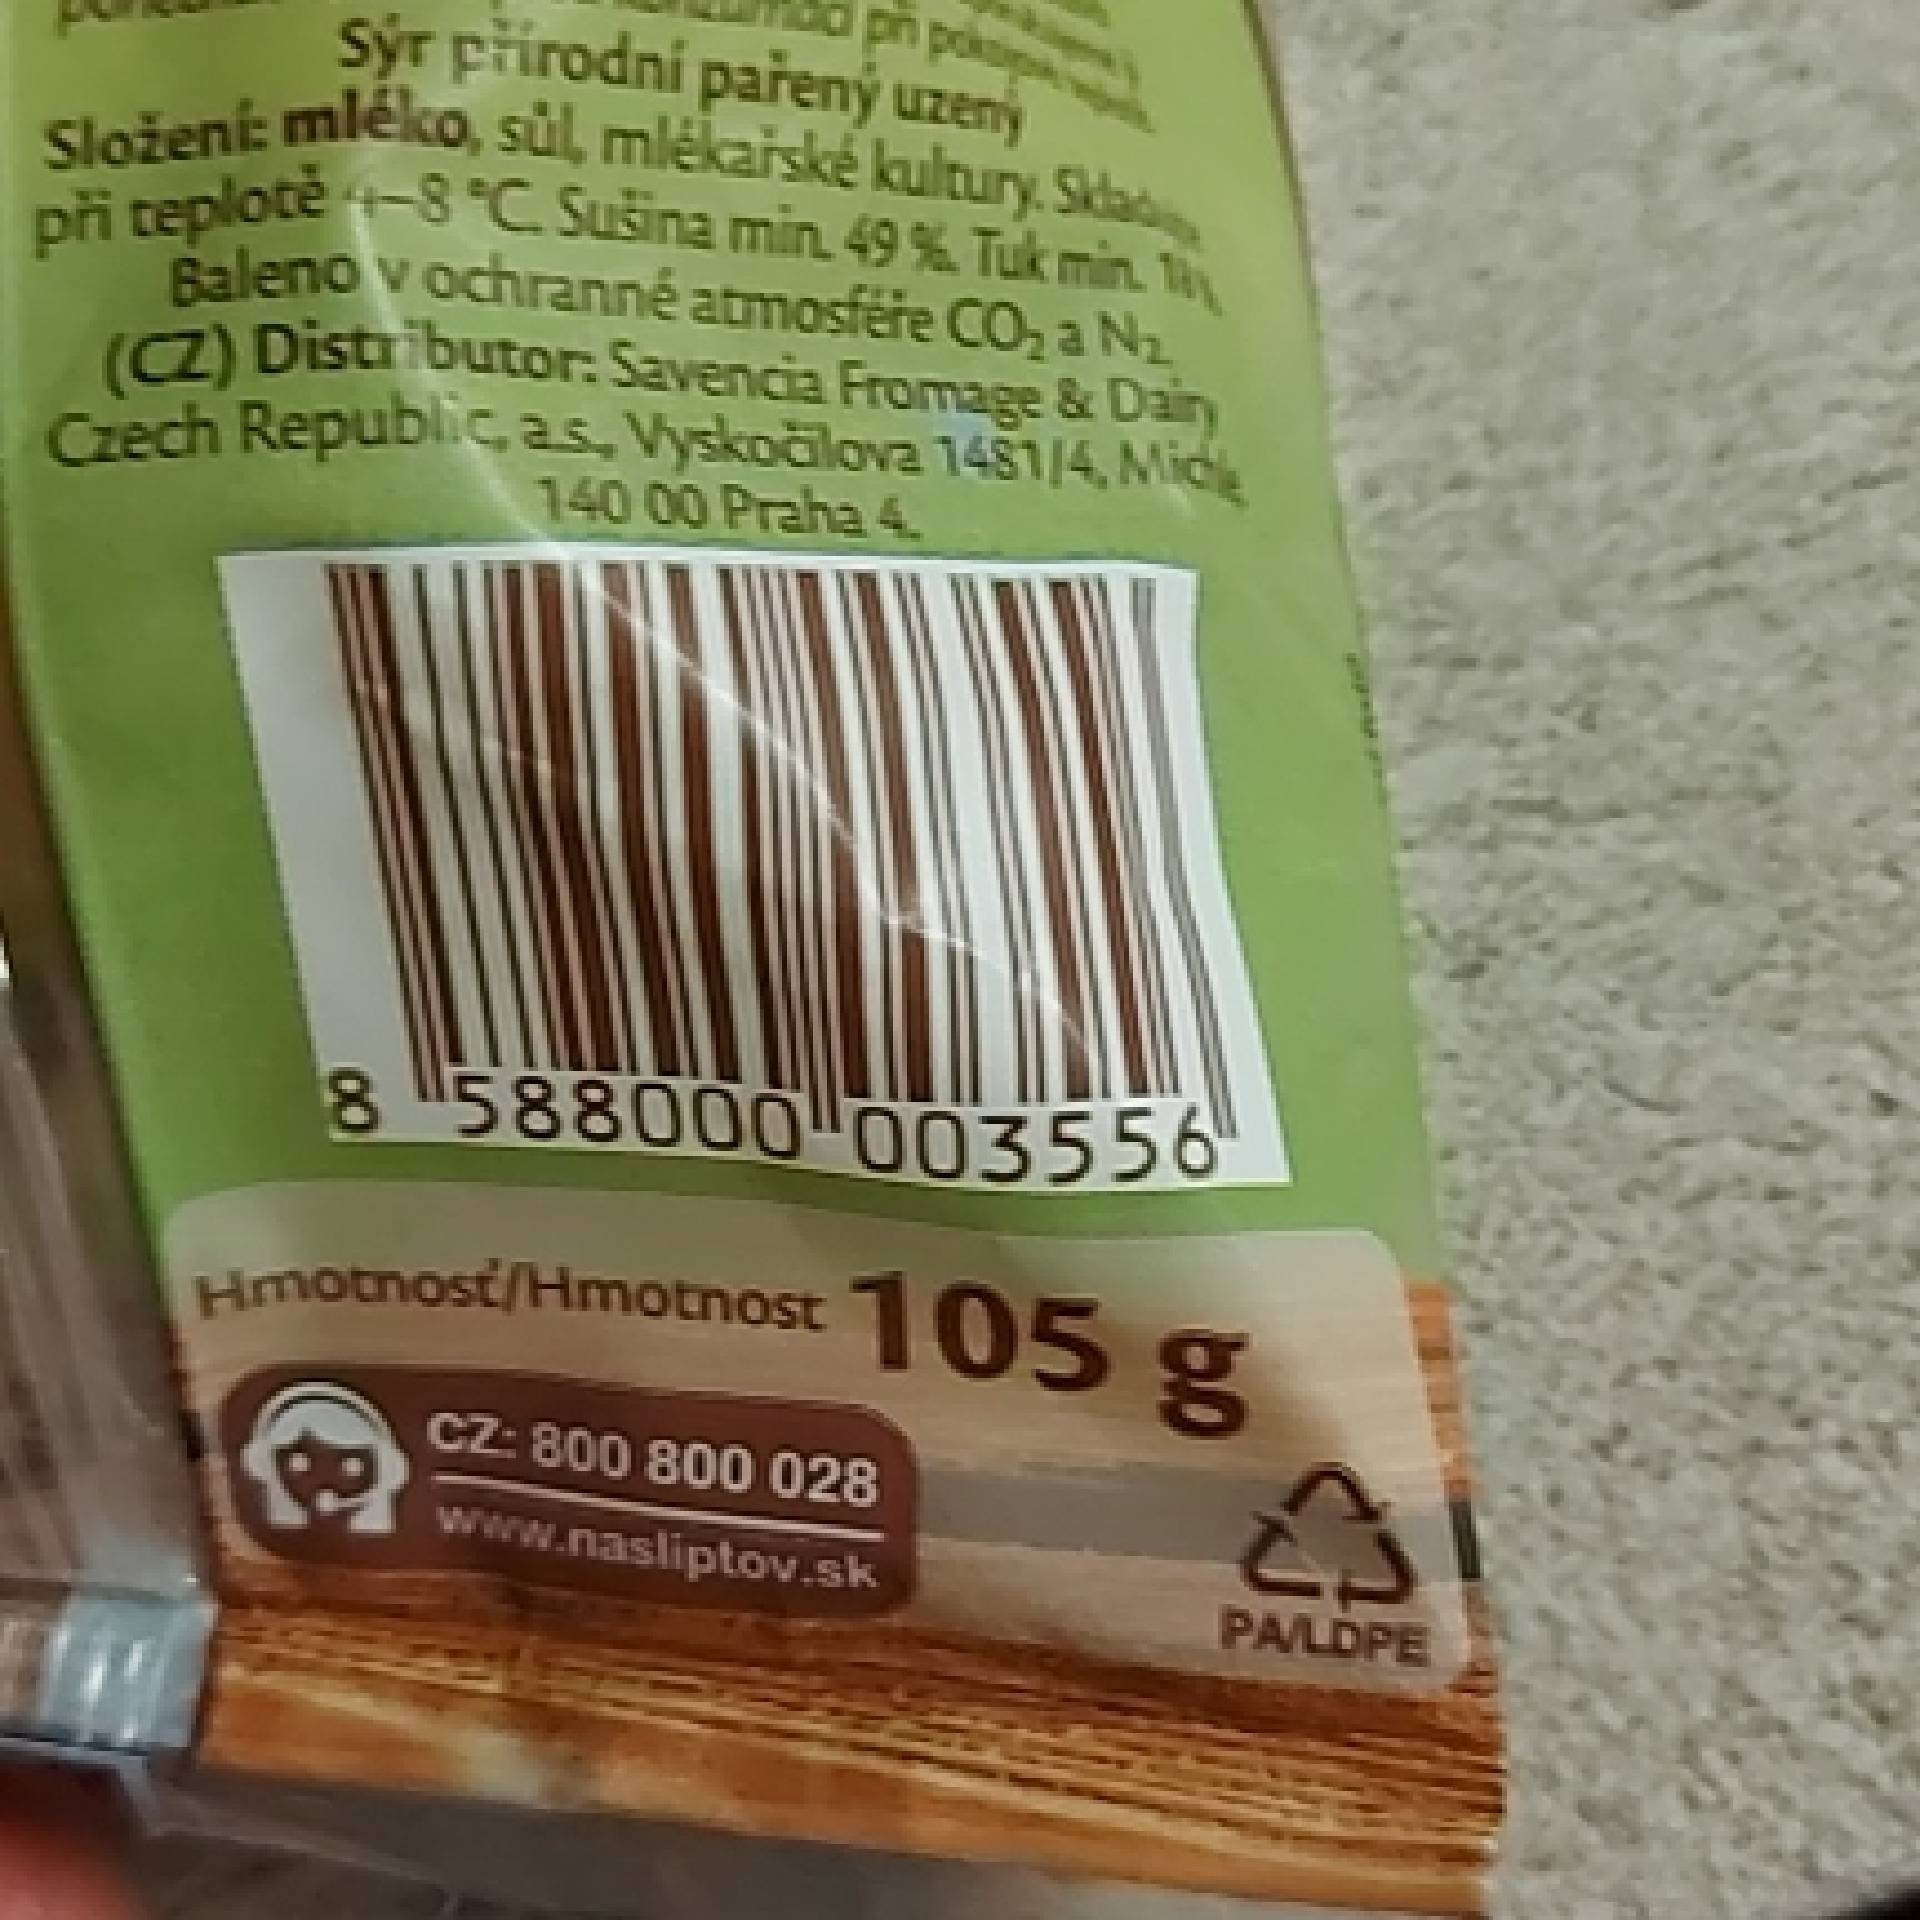 při
Sýr přírodní pařený uzený
Složení: mléko, sůl, mlékařské kultury. Skladujte
při teplotě 4–8 °C. Sušina min. 49 %. Tuk min.
Baleno v ochranné atmosféře CO₂ a N₂.
(CZ) Distributor: Savencia Fromage & Dairy
Czech Republic, a.s., Vyskočilova 1481/4, Michle
140 00 Praha 4.
8 588000 003556
Hmotnosť/Hmotnost 105 g
CZ: 800 800 028
www.nasliptov.sk
PA/LDPE